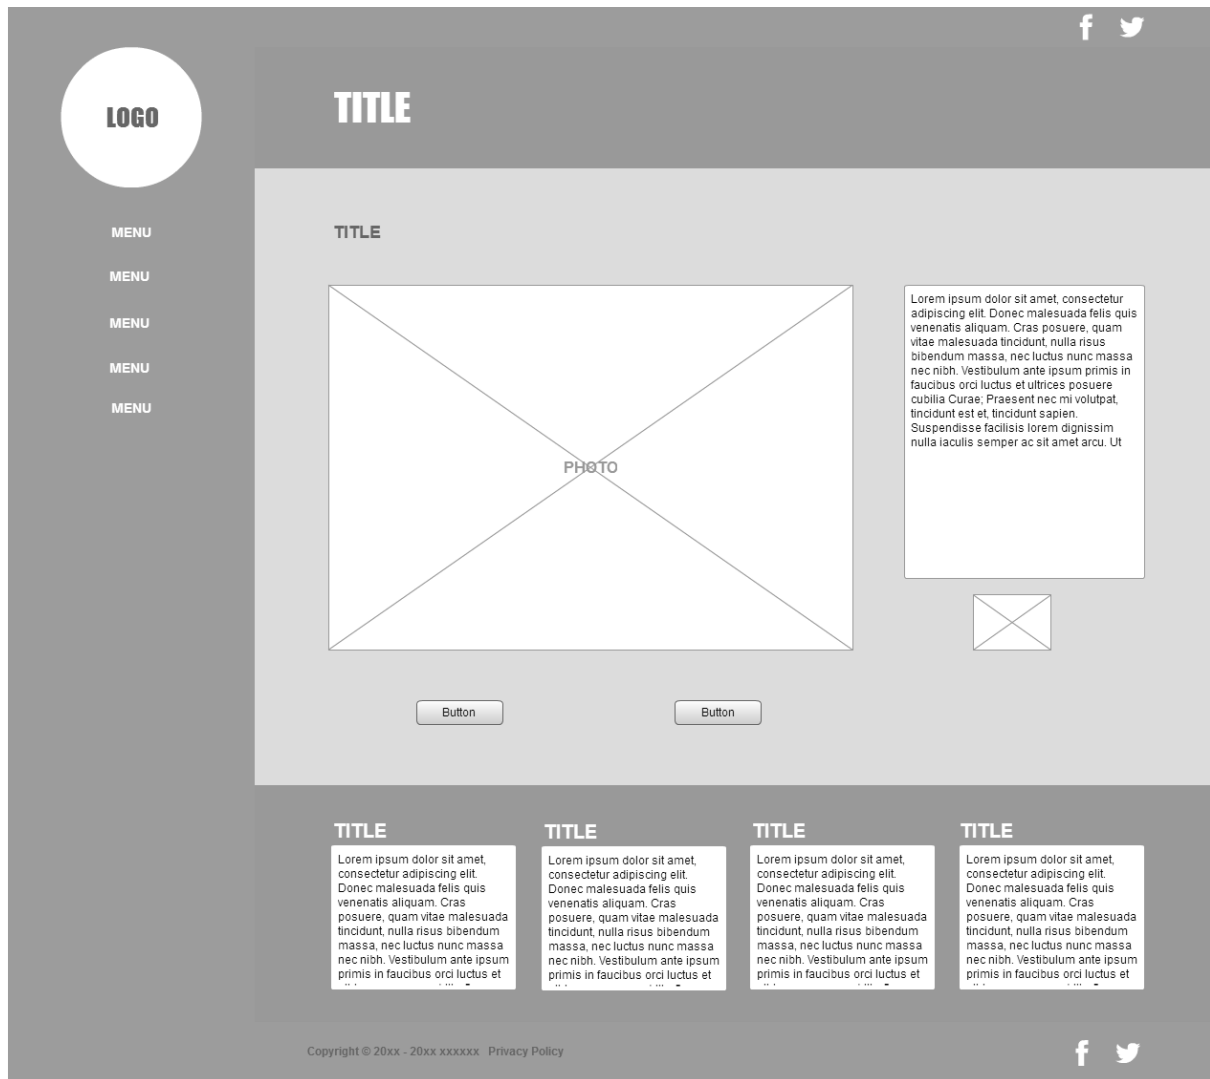 LOGO
TITLE
MENU
MENU
MENU
MENU
MENU
TITLE
PHOTO
Lorem ipsum dolor sit amet, consectetur
adipiscing elit. Donec malesuada felis quis
venenatis aliquam. Cras posuere, quam
vitae malesuada tincidunt, nulla risus
bibendum massa, nec luctus nunc massa
nec nibh. Vestibulum ante ipsum primis in
faucibus orci luctus et ultrices posuere
cubilia Curae; Praesent nec mi volutpat,
tincidunt est et, tincidunt sapien.
Suspendisse facilisis lorem dignissim
nulla iaculis semper ac sit amet arcu. Ut
Button
Button
TITLE
Lorem ipsum dolor sit amet,
consectetur adipiscing elit.
Donec malesuada felis quis
venenatis aliquam. Cras
posuere, quam vitae malesuada
tincidunt, nulla risus bibendum
massa, nec luctus nunc massa
nec nibh. Vestibulum ante ipsum
primis in faucibus orci luctus et
TITLE
Lorem ipsum dolor sit amet,
consectetur adipiscing elit.
Donec malesuada felis quis
venenatis aliquam. Cras
posuere, quam vitae malesuada
tincidunt, nulla risus bibendum
massa, nec luctus nunc massa
nec nibh. Vestibulum ante ipsum
primis in faucibus orci luctus et
TITLE
Lorem ipsum dolor sit amet,
consectetur adipiscing elit.
Donec malesuada felis quis
venenatis aliquam. Cras
posuere, quam vitae malesuada
tincidunt, nulla risus bibendum
massa, nec luctus nunc massa
nec nibh. Vestibulum ante ipsum
primis in faucibus orci luctus et
TITLE
Lorem ipsum dolor sit amet,
consectetur adipiscing elit.
Donec malesuada felis quis
venenatis aliquam. Cras
posuere, quam vitae malesuada
tincidunt, nulla risus bibendum
massa, nec luctus nunc massa
nec nibh. Vestibulum ante ipsum
primis in faucibus orci luctus et
Copyright © 20xx - 20xx xxxxxx Privacy Policy